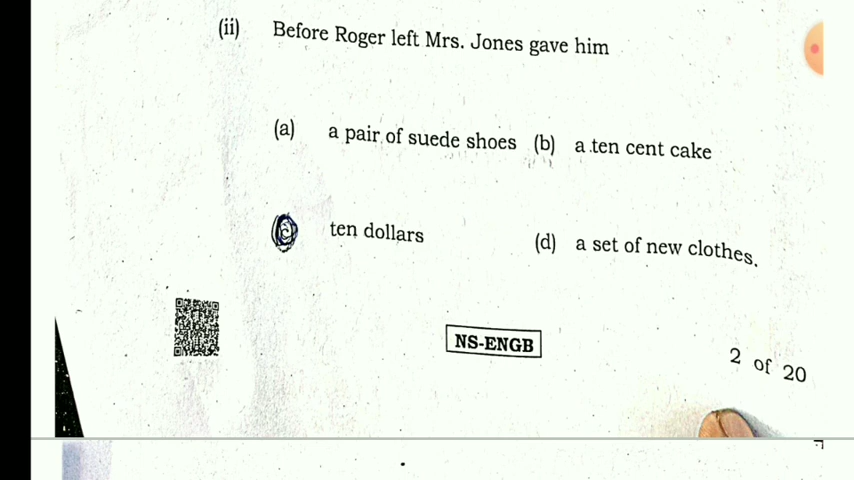 (ii) Before Roger left Mrs. Jones gave him
(a) a pair of suede shoes (b) a ten cent cake
(c) ten dollars (d) a set of new clothes.
NS-ENGB
2 of 20